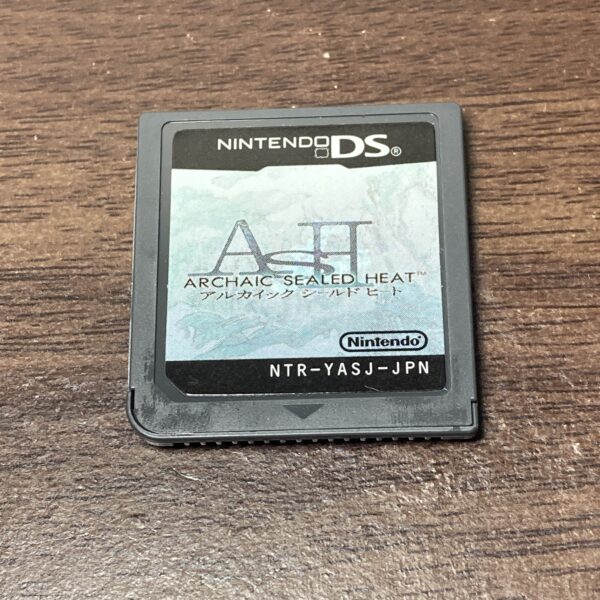 NINTENDO DS®
ASH
ARCHAIC SEALED HEAT™
アルカイック シールド ヒート
Nintendo®
NTR-YASJ-JPN